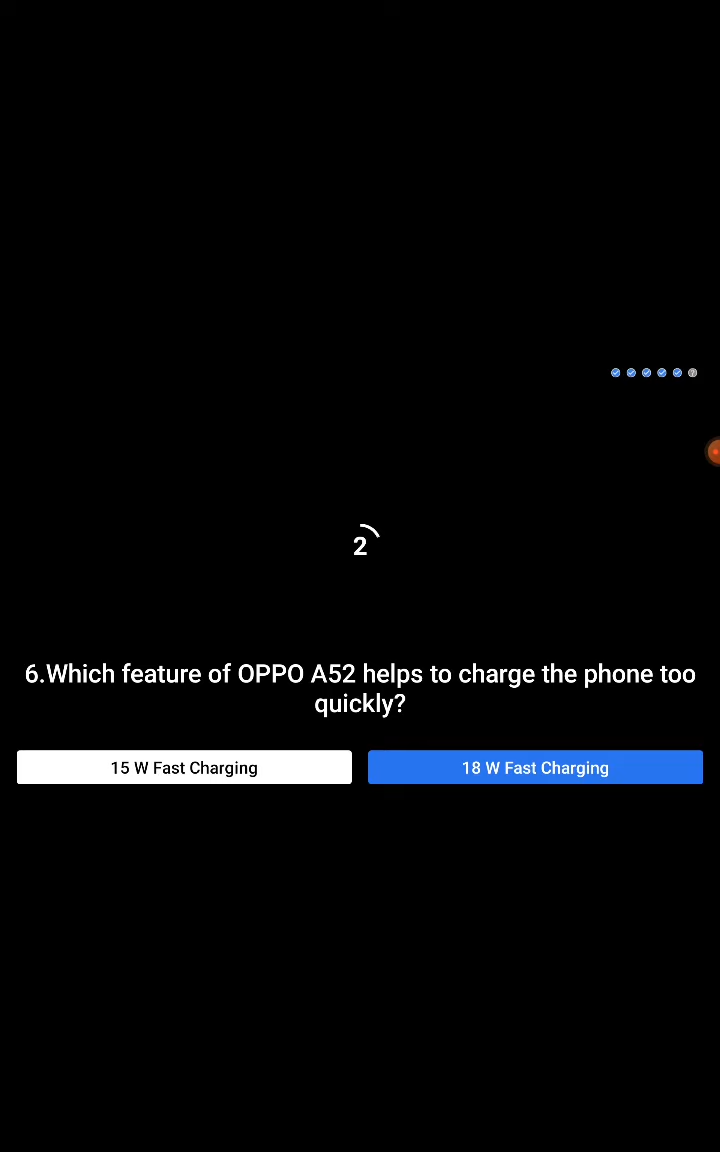 2
6.Which feature of OPPO A52 helps to charge the phone too
quickly?
15 W Fast Charging
18 W Fast Charging